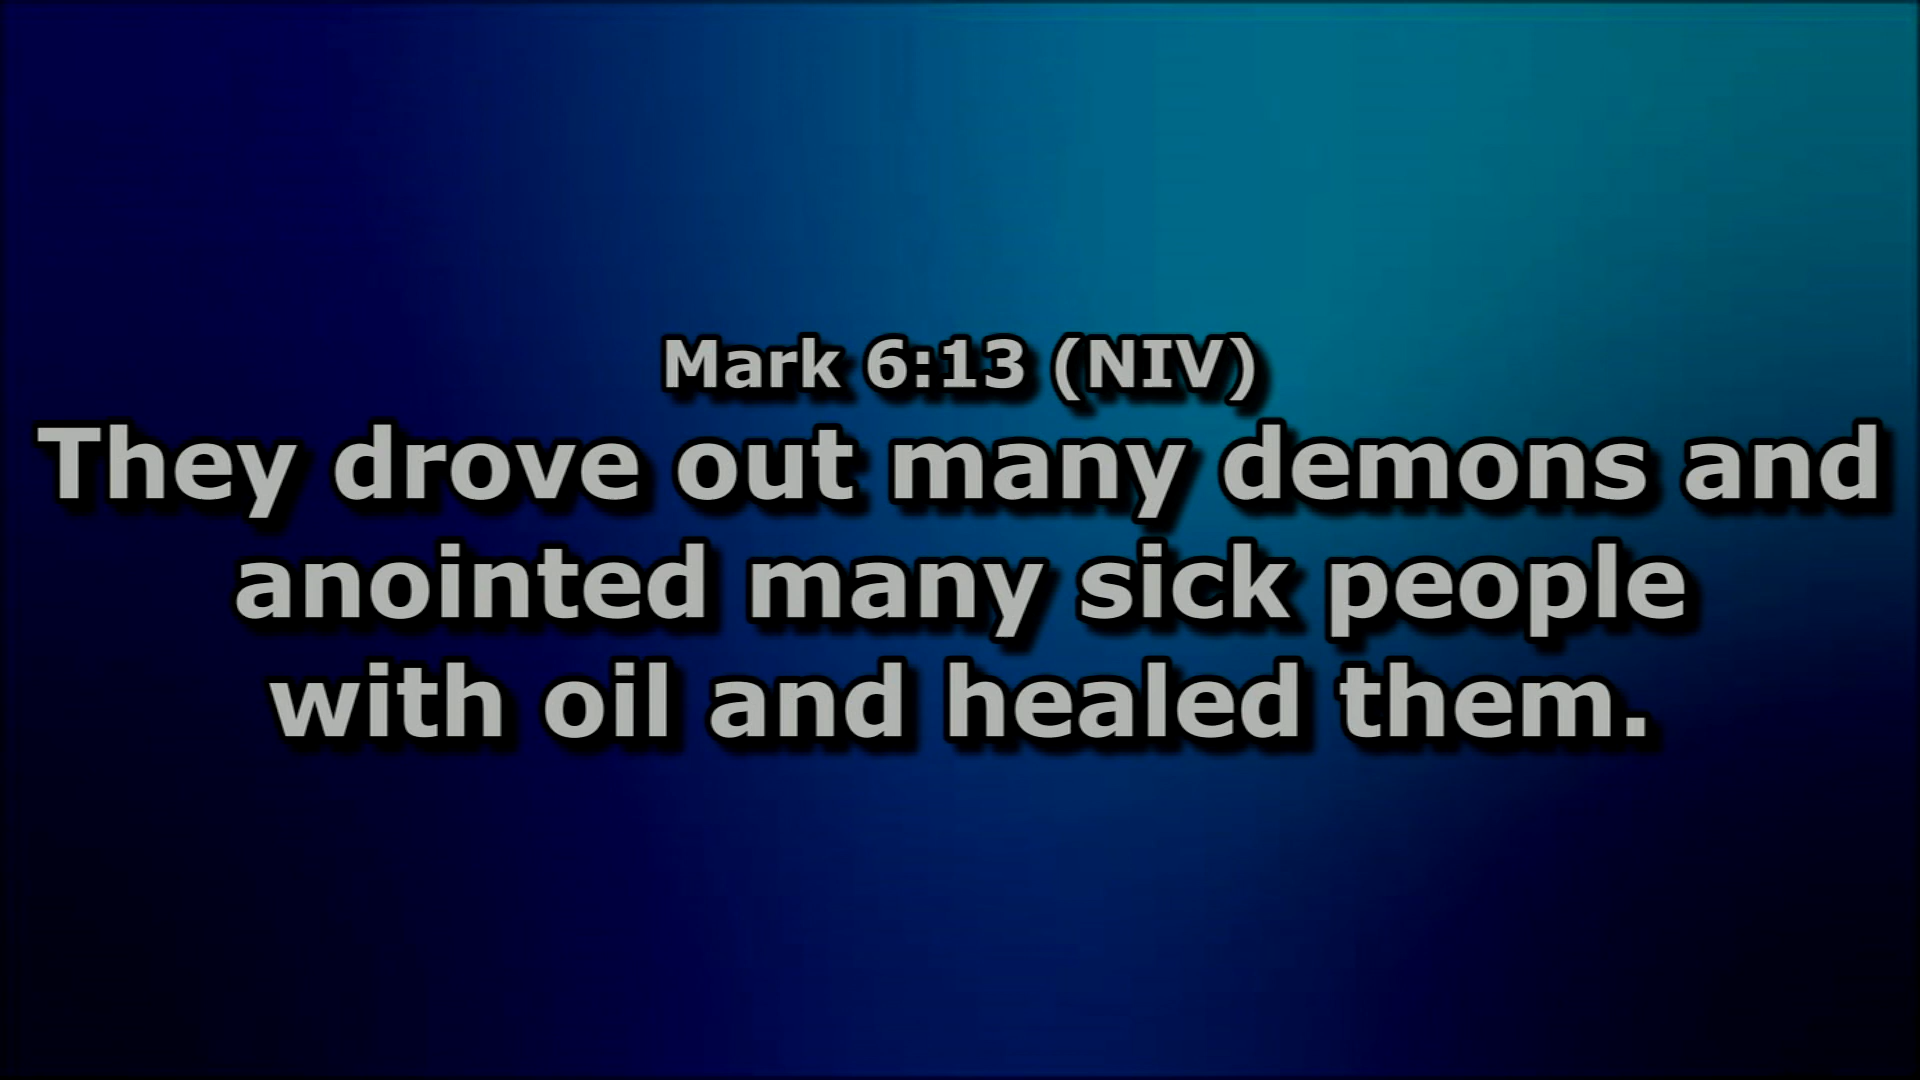 Mark 6:13 (NIV)
They drove out many demons and
anointed many sick people
with oil and healed them.